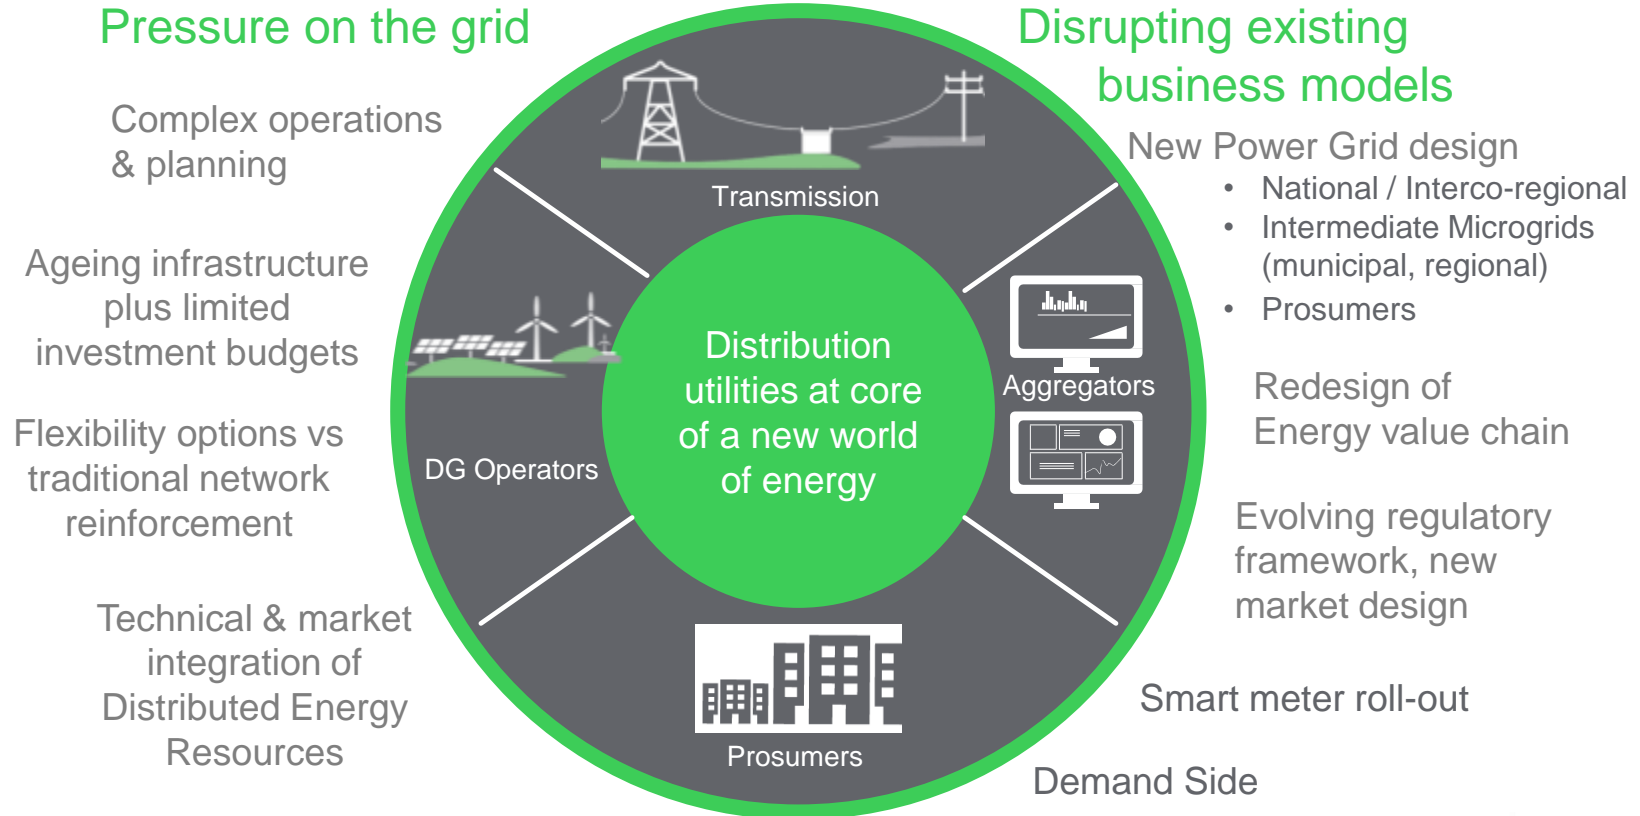 Pressure on the grid
Complex operations
& planning
Ageing infrastructure
plus limited
investment budgets
Flexibility options vs
traditional network
reinforcement
Technical & market
integration of
Distributed Energy
Resources
Transmission
DG Operators
Distribution
utilities at core
of a new world
of energy
Aggregators
Prosumers
Disrupting existing
business models
New Power Grid design
• National / Interco-regional
• Intermediate Microgrids
(municipal, regional)
• Prosumers
Redesign of
Energy value chain
Evolving regulatory
framework, new
market design
Smart meter roll-out
Demand Side